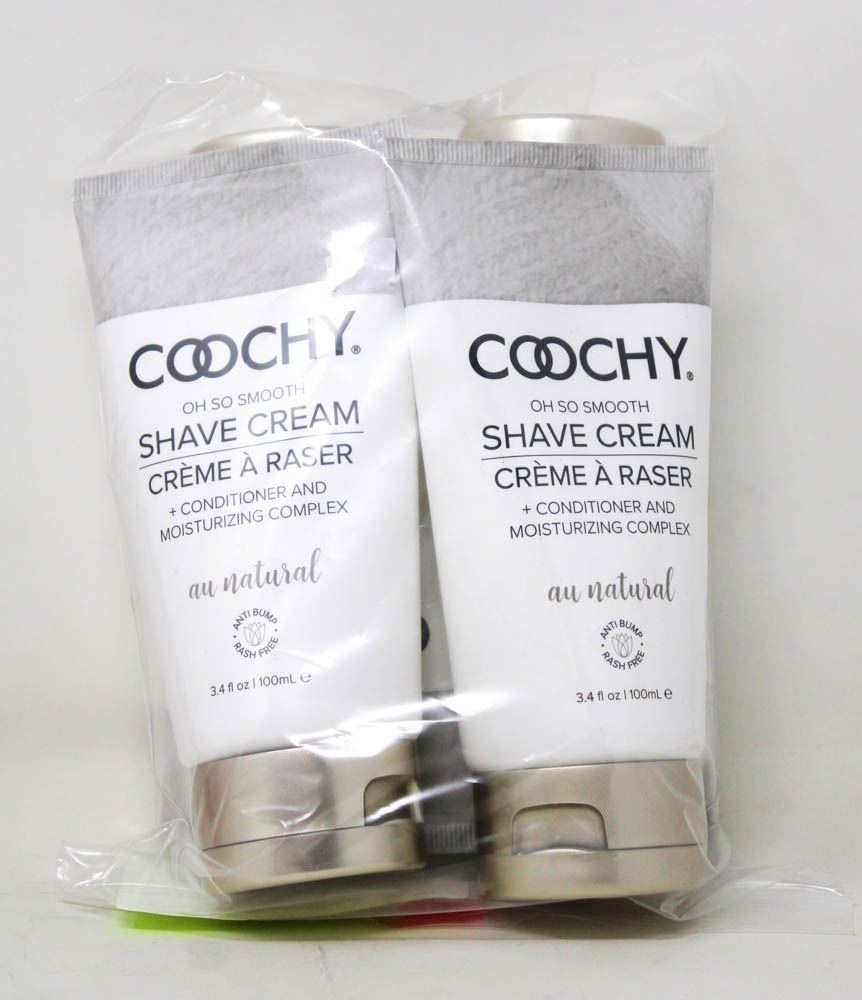 COOCHY®
OH SO SMOOTH
SHAVE CREAM
CRÈME À RASER
+ CONDITIONER AND
MOISTURIZING COMPLEX
au natural
• ANTI BUMP •
RASH FREE
3.4 fl oz | 100mL ℮
COOCHY®
OH SO SMOOTH
SHAVE CREAM
CRÈME À RASER
+ CONDITIONER AND
MOISTURIZING COMPLEX
au natural
• ANTI BUMP •
RASH FREE
3.4 fl oz | 100mL ℮